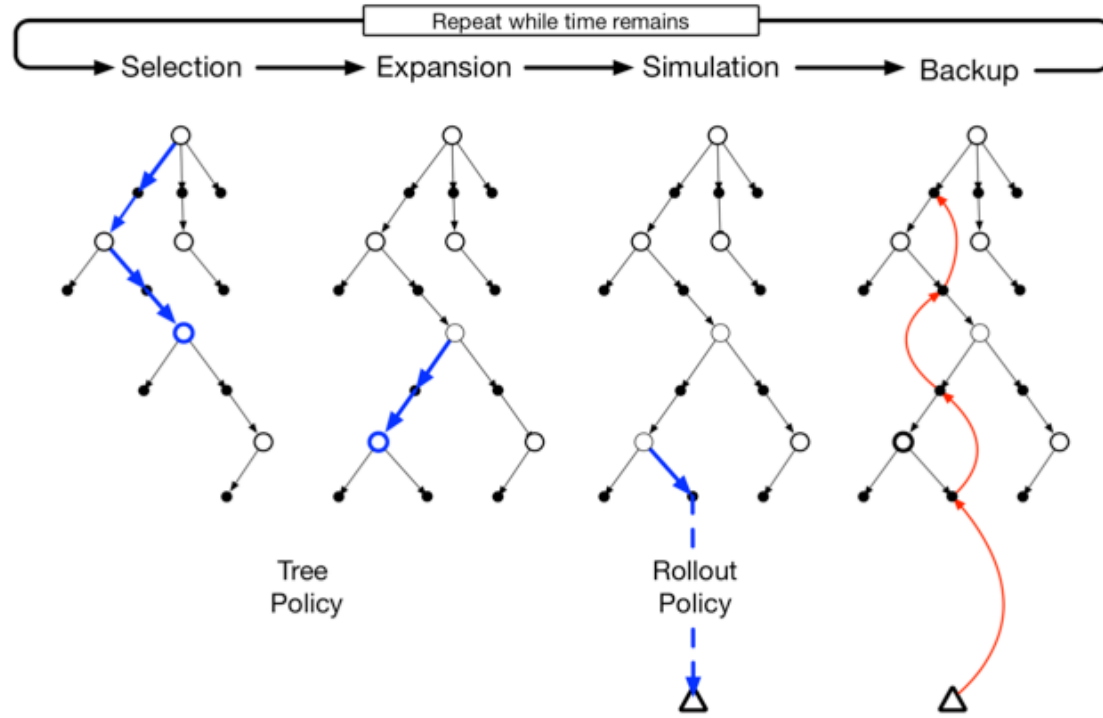 Repeat while time remains
Selection
Expansion
Simulation
Backup
Tree
Policy
Rollout
Policy